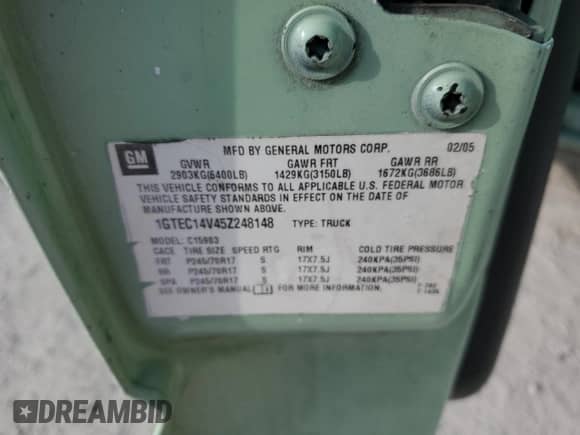 GM
MFD BY GENERAL MOTORS CORP. 02/05
GVWR GAWR FRT GAWR RR
2903KG(6400LB) 1429KG(3150LB) 1672KG(3686LB)
THIS VEHICLE CONFORMS TO ALL APPLICABLE U.S. FEDERAL MOTOR
VEHICLE SAFETY STANDARDS IN EFFECT ON THE DATE OF
MANUFACTURE SHOWN ABOVE.
1GTEC14V45Z248148 TYPE: TRUCK
MODEL: C15903
TIRE SIZE SPEED RTG RIM COLD TIRE PRESSURE
FRT P245/70R17 S 17X7.5J 240KPA(35PSI)
RR P245/70R17 S 17X7.5J 240KPA(35PSI)
SPA P245/70R17 S 17X7.5J 240KPA(35PSI)
SEE OWNER'S MANUAL FOR MORE INFORMATION.
DREAMBID